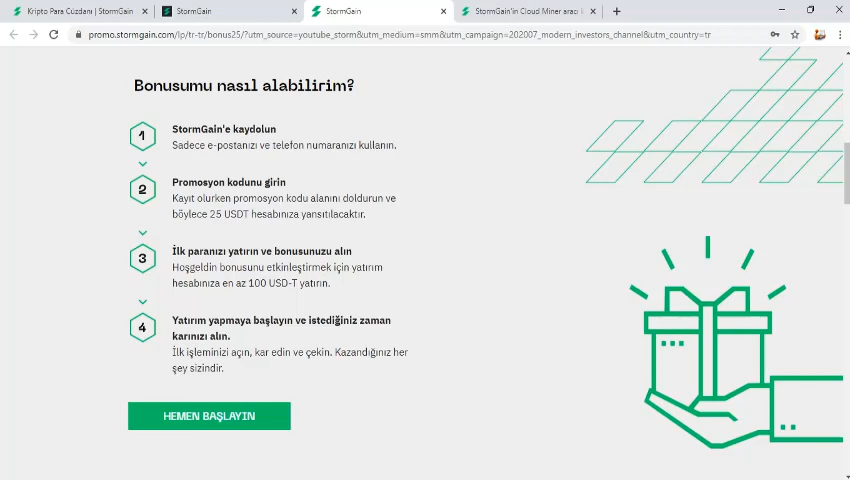 Kripto Para Cüzdanı | StormGain
StormGain
StormGain
StormGain'in Cloud Miner aracı
promo.stormgain.com/lp/tr-tr/bonus25/?utm_source=youtube_storm&utm_medium=smm&utm_campaign=202007_modern_investors_channel&utm_country=tr
Bonusumu nasıl alabilirim?
1
StormGain'e kaydolun
Sadece e-postanızı ve telefon numaranızı kullanın.
2
Promosyon kodunu girin
Kayıt olurken promosyon kodu alanını doldurun ve
böylece 25 USDT hesabınıza yansıtılacaktır.
3
İlk paranızı yatırın ve bonusunuzu alın
Hoşgeldin bonusunu etkinleştirmek için yatırım
hesabınıza en az 100 USD-T yatırın.
4
Yatırım yapmaya başlayın ve istediğiniz zaman
karınızı alın.
İlk işleminizi açın, kar edin ve çekin. Kazandığınız her
şey sizindir.
HEMEN BAŞLAYIN